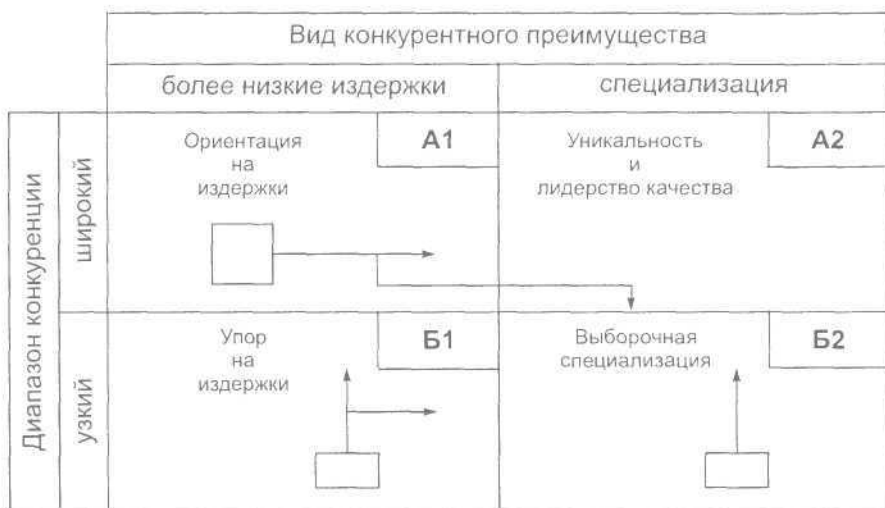 Вид конкурентного преимущества
более низкие издержки
специализация
Диапазон конкуренции
широкий
Ориентация
на
издержки
А1
Уникальность
и
лидерство качества
А2
узкий
Упор
на
издержки
Б1
Выборочная
специализация
Б2